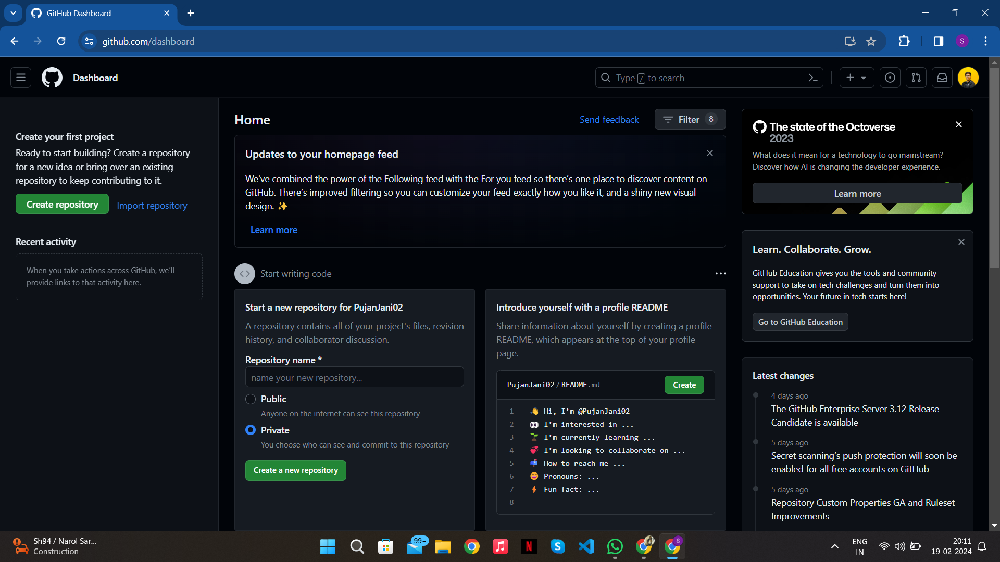 GitHub Dashboard
github.com/dashboard
S
Dashboard
Type / to search
Create your first project
Ready to start building? Create a repository
for a new idea or bring over an existing
repository to keep contributing to it.
Create repository
Import repository
Recent activity
When you take actions across GitHub, we'll
provide links to that activity here.
Home
Send feedback
Filter 8
Updates to your homepage feed
We've combined the power of the Following feed with the For you feed so there's one place to discover content on
GitHub. There's improved filtering so you can customize your feed exactly how you like it, and a shiny new visual
design. ✨
Learn more
Start writing code
Start a new repository for PujanJani02
A repository contains all of your project's files, revision
history, and collaborator discussion.
Repository name *
name your new repository...
Public
Anyone on the internet can see this repository
Private
You choose who can see and commit to this repository
Create a new repository
Introduce yourself with a profile README
Share information about yourself by creating a profile
README, which appears at the top of your profile
page.
PujanJani02/README.md
Create
1 - 👋 Hi, I'm @PujanJani02
2 - 👀 I'm interested in ...
3 - 🌱 I'm currently learning ...
4 - 💞️ I'm looking to collaborate on ...
5 - 📫 How to reach me ...
6 - 😄 Pronouns: ...
7 - ⚡ Fun fact: ...
8
The state of the Octoverse
2023
What does it mean for a technology to go mainstream?
Discover how AI is changing the developer experience.
Learn more
Learn. Collaborate. Grow.
GitHub Education gives you the tools and community
support to take on tech challenges and turn them into
opportunities. Your future in tech starts here!
Go to GitHub Education
Latest changes
4 days ago
The GitHub Enterprise Server 3.12 Release
Candidate is available
5 days ago
Secret scanning's push protection will soon be
enabled for all free accounts on GitHub
5 days ago
Repository Custom Properties GA and Ruleset
Improvements
Sh94 / Narol Sar...
Construction
99+
N
S
S
ENG
IN
20:11
19-02-2024